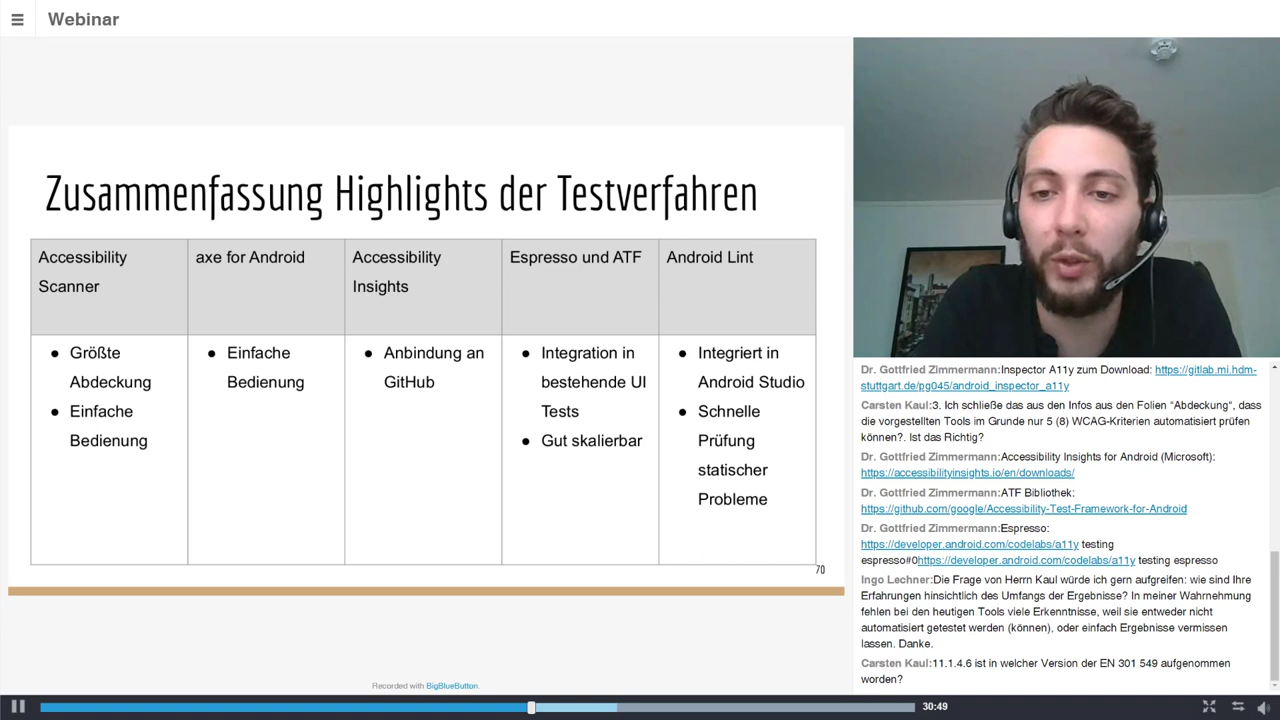 Webinar
Zusammenfassung Highlights der Testverfahren
Accessibility
Scanner
axe for Android
Accessibility
Insights
Espresso und ATF
Android Lint
● Größte
Abdeckung
● Einfache
Bedienung
● Einfache
Bedienung
● Anbindung an
GitHub
● Integration in
bestehende UI
Tests
● Gut skalierbar
● Integriert in
Android Studio
● Schnelle
Prüfung
statischer
Probleme
70
Recorded with BigBlueButton.
Dr. Gottfried Zimmermann:Inspector A11y zum Download: https://gitlab.mi.hdm-
stuttgart.de/pg045/android_inspector_a11y
Carsten Kaul:3. Ich schließe das aus den Infos aus den Folien "Abdeckung", dass
die vorgestellten Tools im Grunde nur 5 (8) WCAG-Kriterien automatisiert prüfen
können?. Ist das Richtig?
Dr. Gottfried Zimmermann:Accessibility Insights for Android (Microsoft):
https://accessibilityinsights.io/en/downloads/
Dr. Gottfried Zimmermann:ATF Bibliothek:
https://github.com/google/Accessibility-Test-Framework-for-Android
Dr. Gottfried Zimmermann:Espresso:
https://developer.android.com/codelabs/a11y testing
espresso#0https://developer.android.com/codelabs/a11y testing espresso
Ingo Lechner:Die Frage von Herrn Kaul würde ich gern aufgreifen: wie sind Ihre
Erfahrungen hinsichtlich des Umfangs der Ergebnisse? In meiner Wahrnehmung
fehlen bei den heutigen Tools viele Erkenntnisse, weil sie entweder nicht
automatisiert getestet werden (können), oder einfach Ergebnisse vermissen
lassen. Danke.
Carsten Kaul:11.1.4.6 ist in welcher Version der EN 301 549 aufgenommen
worden?
30:49